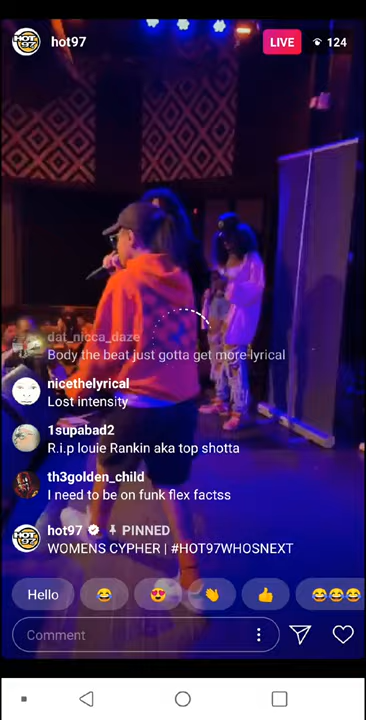 hot97
LIVE
124
dat_nicca_daze
Body the beat just gotta get more lyrical
nicethelyrical
Lost intensity
1supabad2
R.i.p louie Rankin aka top shotta
th3golden_child
I need to be on funk flex factss
hot97 PINNED
WOMENS CYPHER | #HOT97WHOSNEXT
Hello
Comment